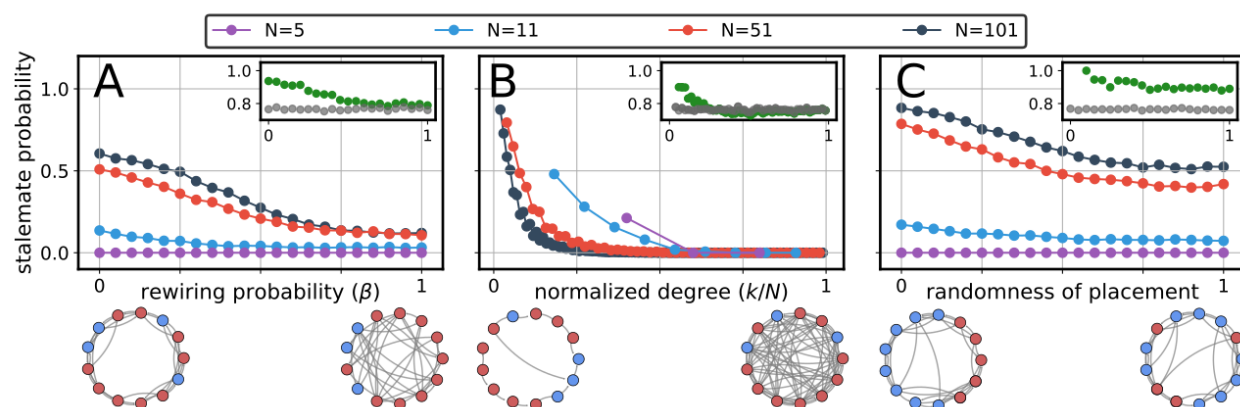 N=5 N=11 N=51 N=101
stalemate probability
1.0
0.5
0.0
A
1.0
0.8
0 1
0 1
rewiring probability (β)
B
1.0
0.8
0 1
0 1
normalized degree (k/N)
C
1.0
0.8
0 1
0 1
randomness of placement